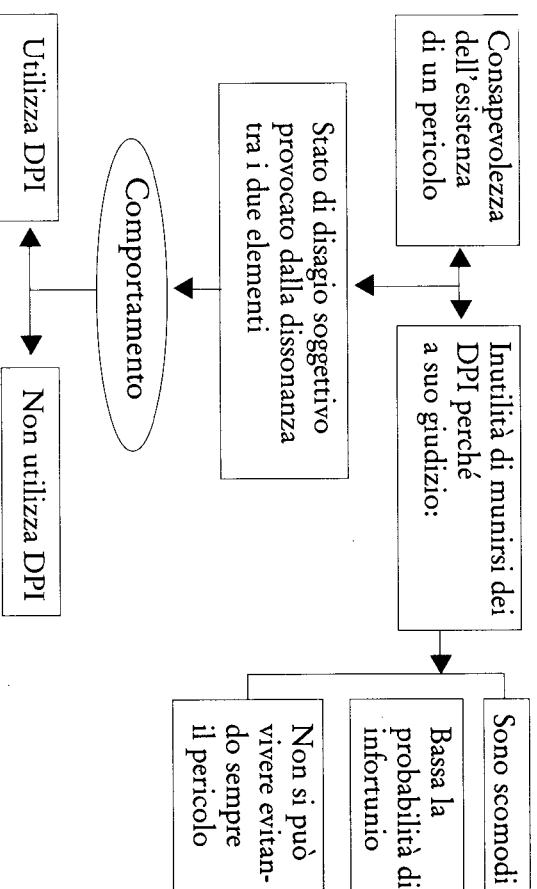 Consapevolezza
dell'esistenza
di un pericolo
Inutilità di munirsi dei
DPI perché
a suo giudizio:
Sono scomodi
Bassa la
probabilità di
infortunio
Non si può
vivere evitan-
do sempre
il pericolo
Stato di disagio soggettivo
provocato dalla dissonanza
tra i due elementi
Comportamento
Utilizza DPI
Non utilizza DPI